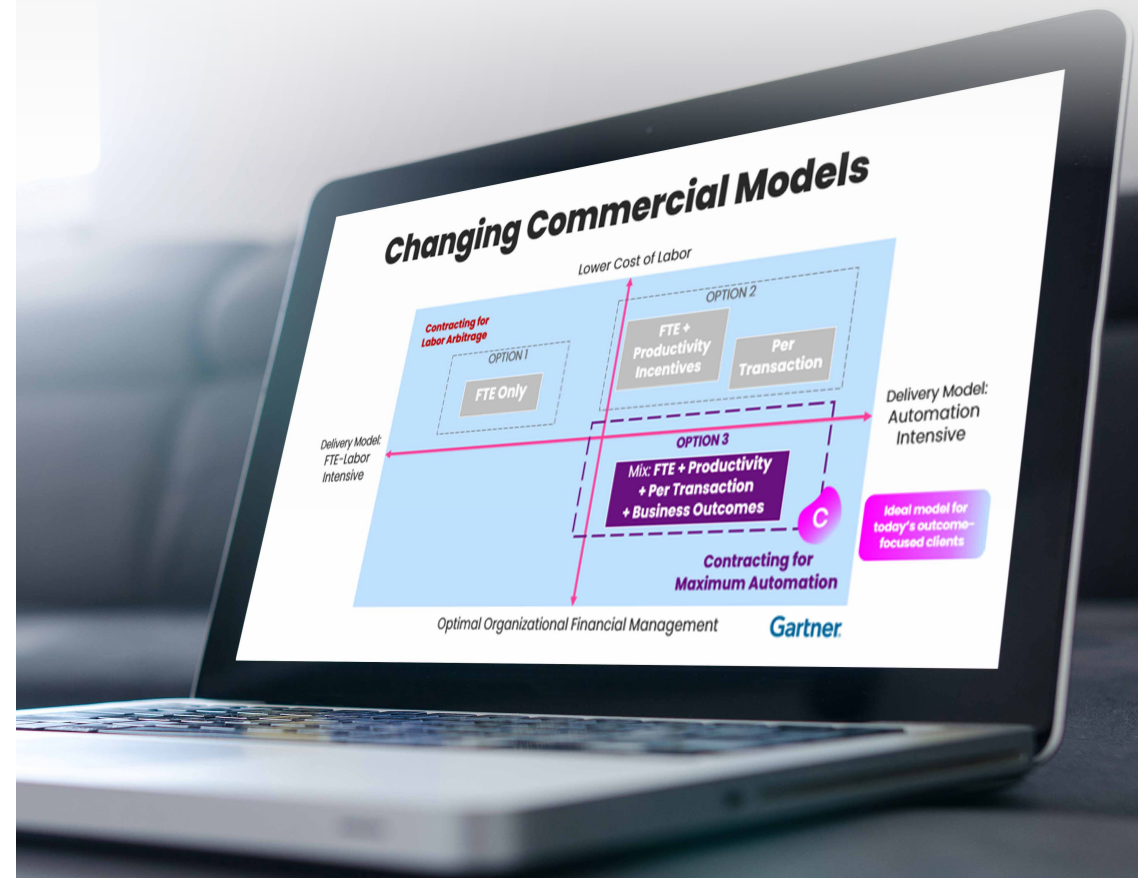 Changing Commercial Models
Lower Cost of Labor
Contracting for
Labor Arbitrage
OPTION 1
FTE Only
OPTION 2
FTE +
Productivity
Incentives
Per
Transaction
Delivery Model:
FTE-Labor
Intensive
Delivery Model:
Automation
Intensive
OPTION 3
Mix: FTE + Productivity
+ Per Transaction
+ Business Outcomes
C
Ideal model for
today's outcome-
focused clients
Contracting for
Maximum Automation
Optimal Organizational Financial Management
Gartner